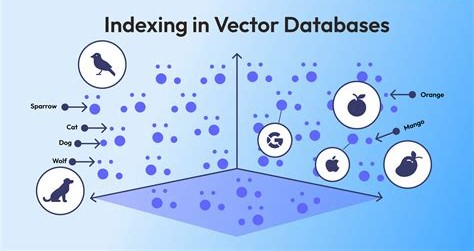 Indexing in Vector Databases
Sparrow
Cat
Dog
Wolf
Orange
Mango